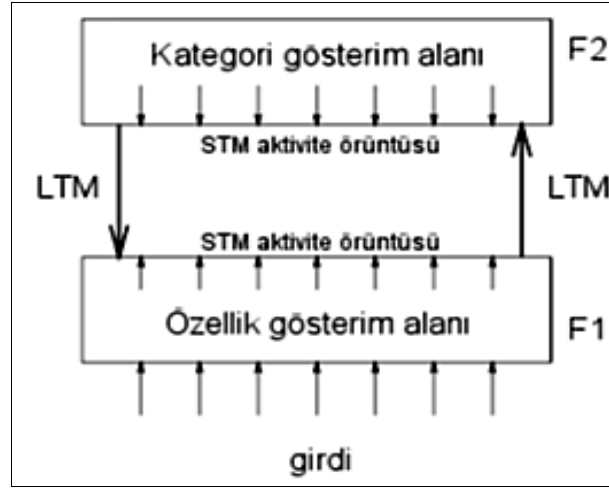 Kategori gösterim alanı
F2
STM aktivite örüntüsü
LTM
LTM
STM aktivite örüntüsü
Özellik gösterim alanı
F1
girdi